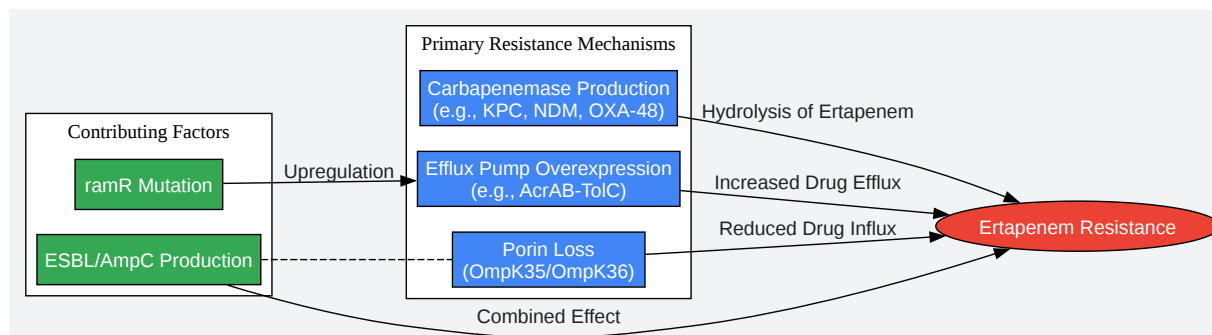 Contributing Factors
ramR Mutation
ESBL/AmpC Production
Upregulation
Primary Resistance Mechanisms
Carbapenemase Production
(e.g., KPC, NDM, OXA-48)
Efflux Pump Overexpression
(e.g., AcrAB-TolC)
Porin Loss
(OmpK35/OmpK36)
Hydrolysis of Ertapenem
Increased Drug Efflux
Reduced Drug Influx
Combined Effect
Ertapenem Resistance